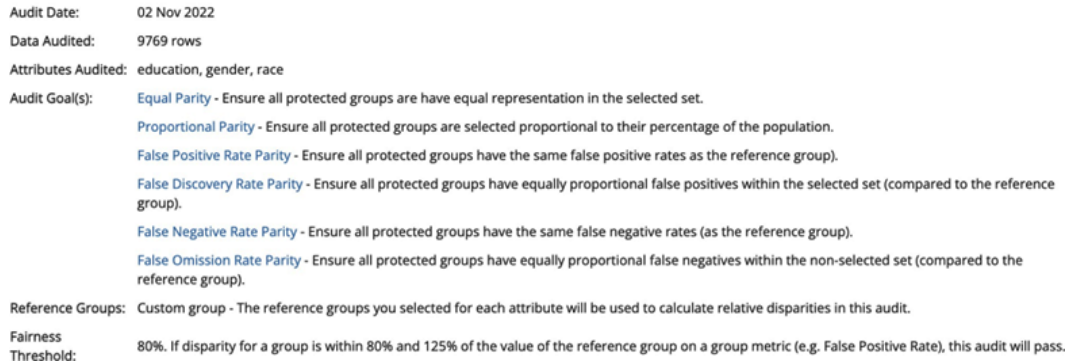 Audit Date: 02 Nov 2022
Data Audited: 9769 rows
Attributes Audited: education, gender, race
Audit Goal(s): Equal Parity - Ensure all protected groups are have equal representation in the selected set.
Proportional Parity - Ensure all protected groups are selected proportional to their percentage of the population.
False Positive Rate Parity - Ensure all protected groups have the same false positive rates as the reference group).
False Discovery Rate Parity - Ensure all protected groups have equally proportional false positives within the selected set (compared to the reference
group).
False Negative Rate Parity - Ensure all protected groups have the same false negative rates (as the reference group).
False Omission Rate Parity - Ensure all protected groups have equally proportional false negatives within the non-selected set (compared to the
reference group).
Reference Groups: Custom group - The reference groups you selected for each attribute will be used to calculate relative disparities in this audit.
Fairness
Threshold: 80%. If disparity for a group is within 80% and 125% of the value of the reference group on a group metric (e.g. False Positive Rate), this audit will pass.